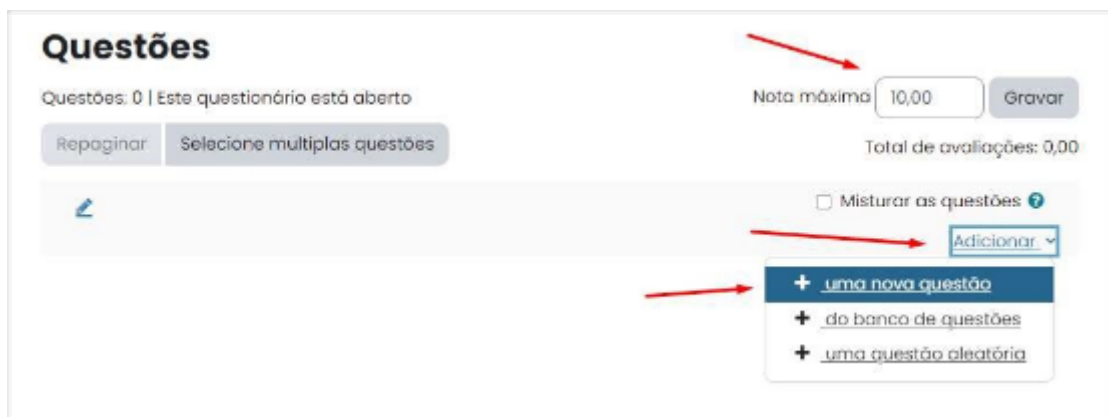 Questões
Questões: 0 | Este questionário está aberto
Nota máxima 10,00 Gravar
Repaginar Selecione multiplas questões
Total de avaliações: 0,00
Misturar as questões ?
Adicionar
+ uma nova questão
+ do banco de questões
+ uma questão aleatória